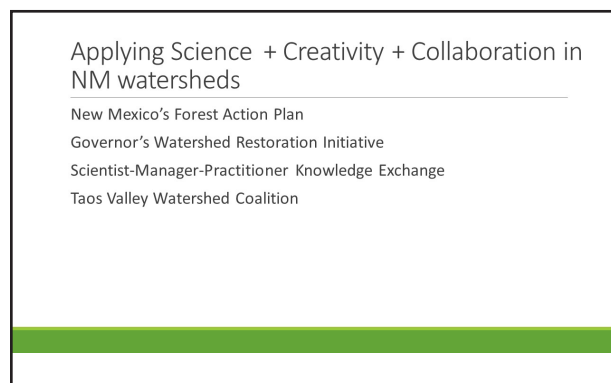 Applying Science + Creativity + Collaboration in
NM watersheds
New Mexico's Forest Action Plan
Governor's Watershed Restoration Initiative
Scientist-Manager-Practitioner Knowledge Exchange
Taos Valley Watershed Coalition